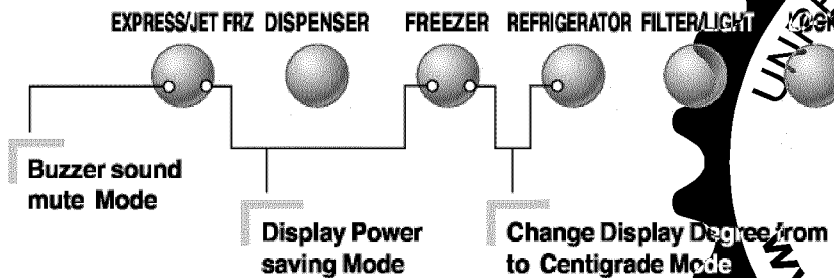 EXPRESS/JET FRZ DISPENSER FREEZER REFRIGERATOR FILTER/LIGHT
Buzzer sound
mute Mode
Display Power
saving Mode
Change Display Degree from
to Centigrade Mode